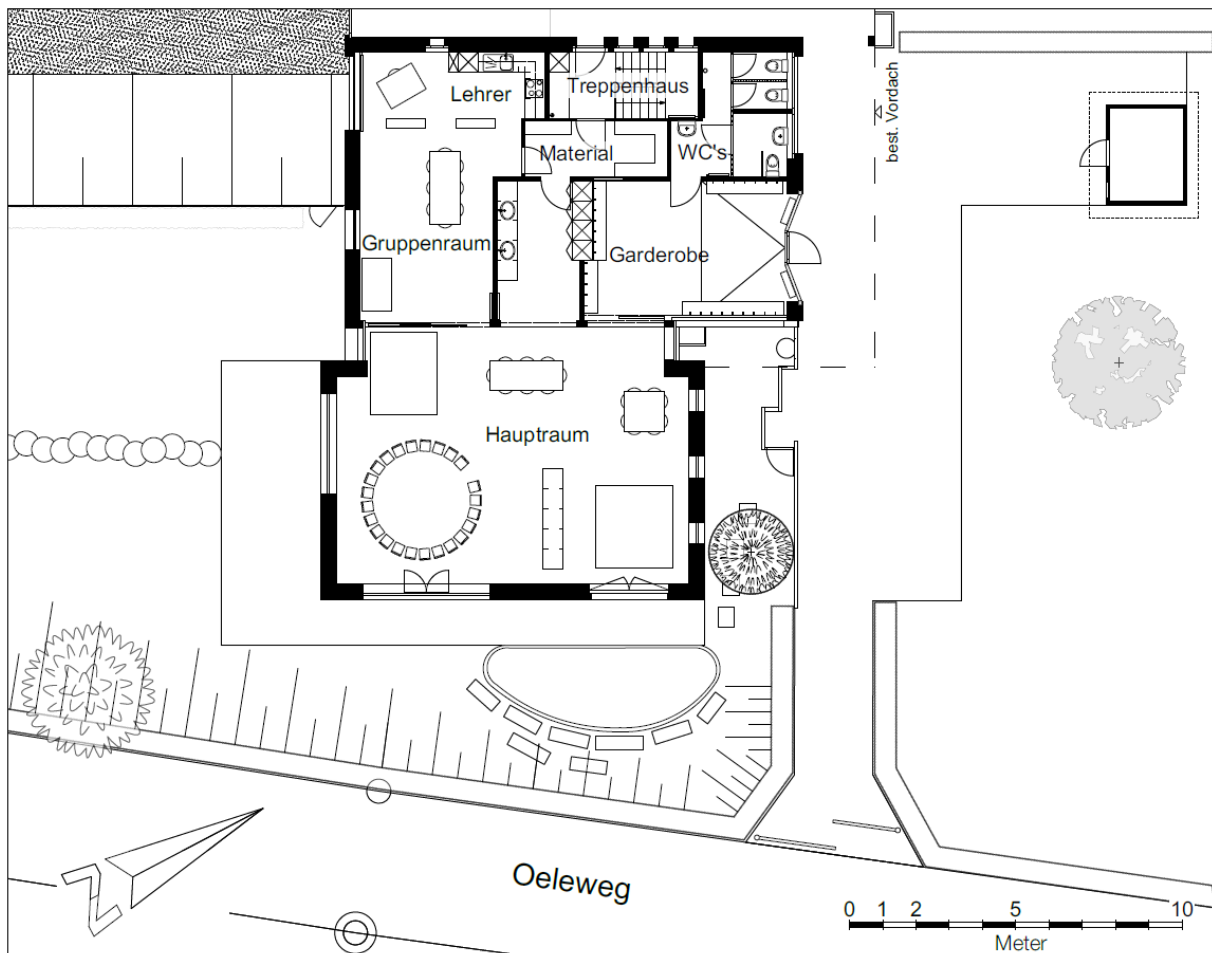 Lehrer
Treppenhaus
best. Vordach
Material
WC's
Gruppenraum
Garderobe
Hauptraum
Oeleweg
N
0 1 2 5 10
Meter